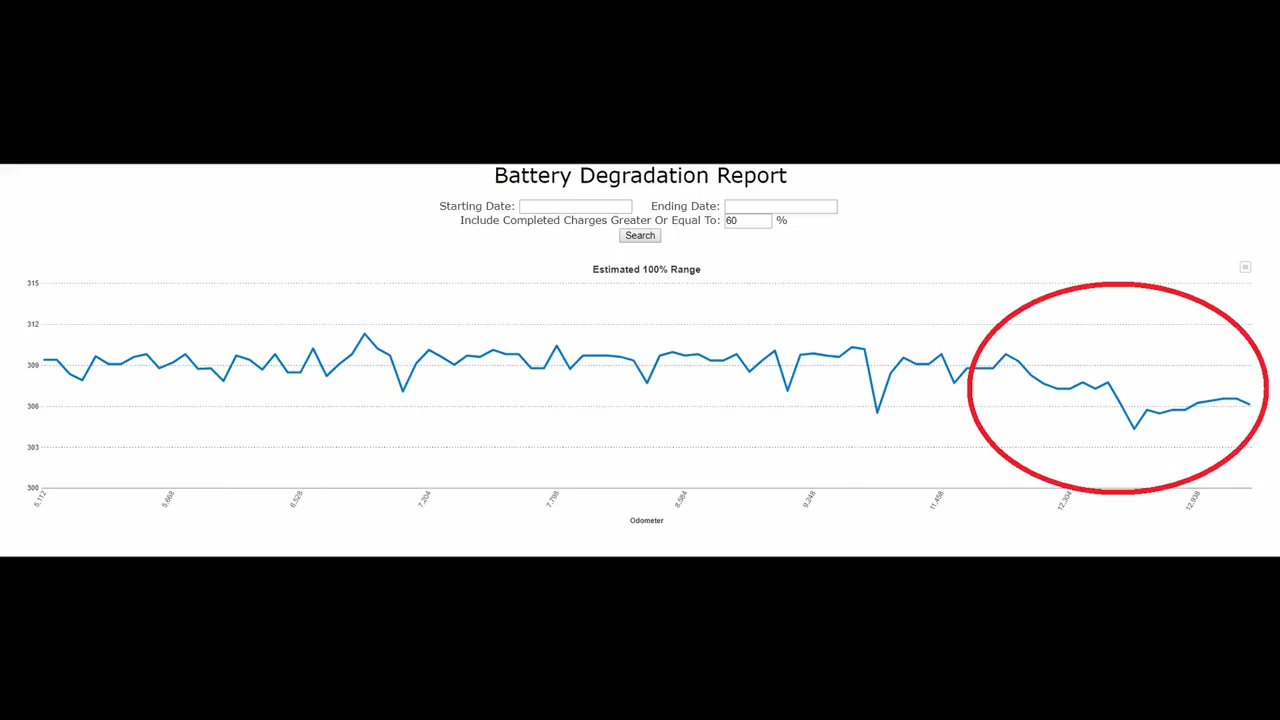 Battery Degradation Report
Starting Date: Ending Date:
Include Completed Charges Greater Or Equal To: 60 %
Search
Estimated 100% Range
315
312
309
306
303
300
5,112 5,668 6,528 7,204 7,798 8,584 9,248 11,498 12,304 12,938
Odometer